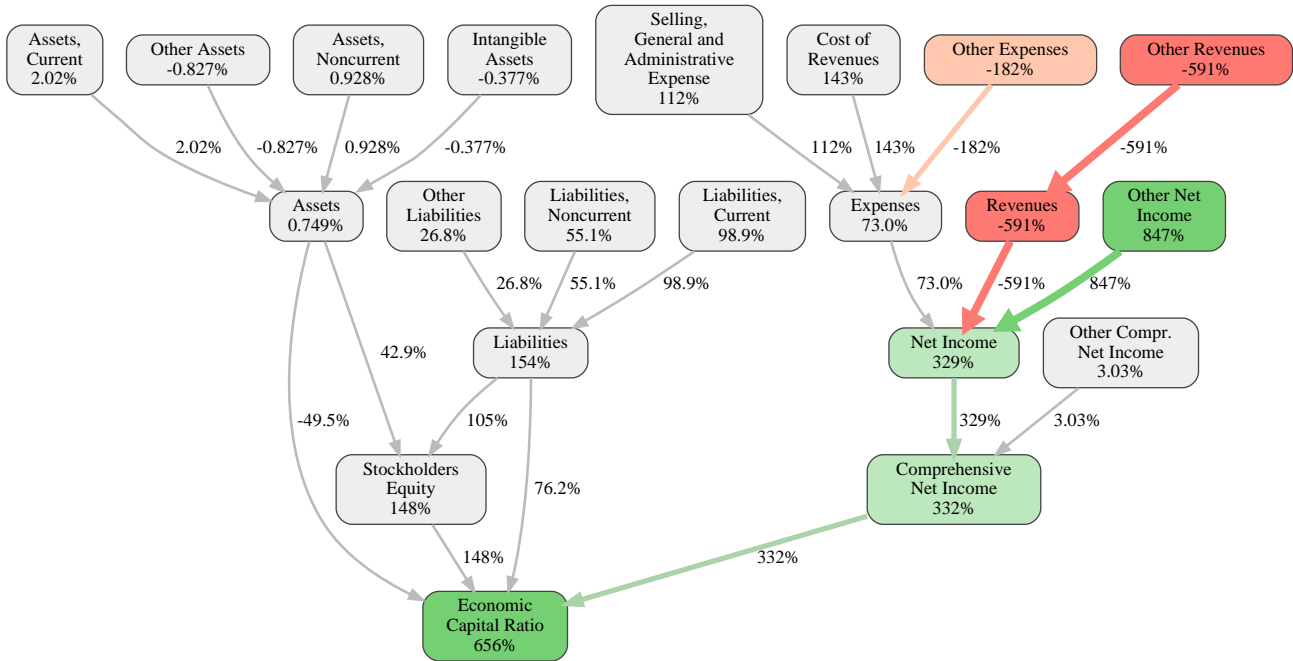 Assets,
Current
2.02%
Other Assets
-0.827%
Assets,
Noncurrent
0.928%
Intangible
Assets
-0.377%
Selling,
General and
Administrative
Expense
112%
Cost of
Revenues
143%
Other Expenses
-182%
Other Revenues
-591%
2.02%
-0.827%
0.928%
-0.377%
112%
143%
-182%
-591%
Assets
0.749%
Other
Liabilities
26.8%
Liabilities,
Noncurrent
55.1%
Liabilities,
Current
98.9%
Expenses
73.0%
Revenues
-591%
Other Net
Income
847%
26.8%
55.1%
98.9%
73.0%
-591%
847%
42.9%
Liabilities
154%
Net Income
329%
Other Compr.
Net Income
3.03%
-49.5%
105%
329%
3.03%
Stockholders
Equity
148%
76.2%
Comprehensive
Net Income
332%
148%
332%
Economic
Capital Ratio
656%